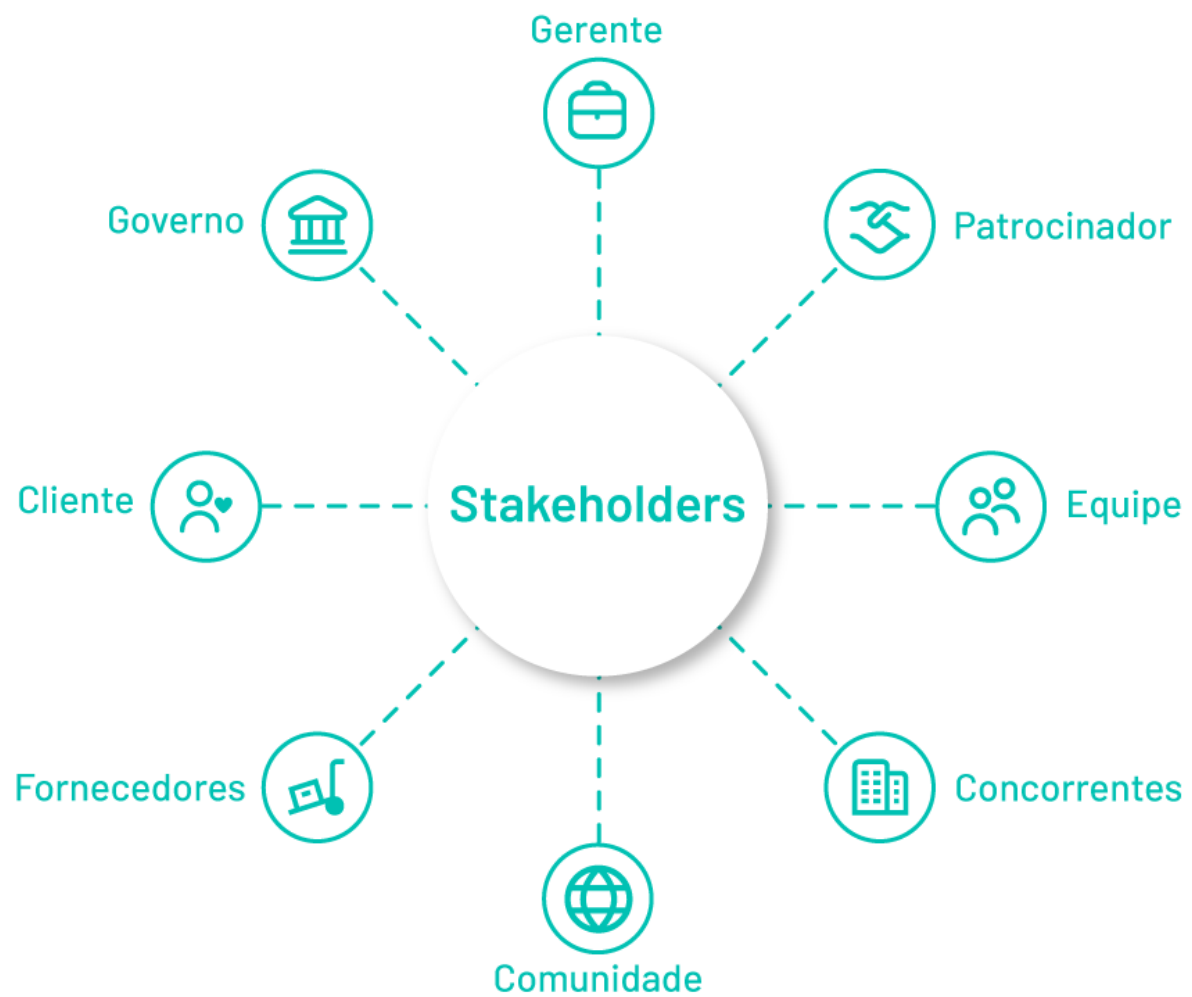 Gerente
Governo
Patrocinador
Cliente
Stakeholders
Equipe
Fornecedores
Concorrentes
Comunidade